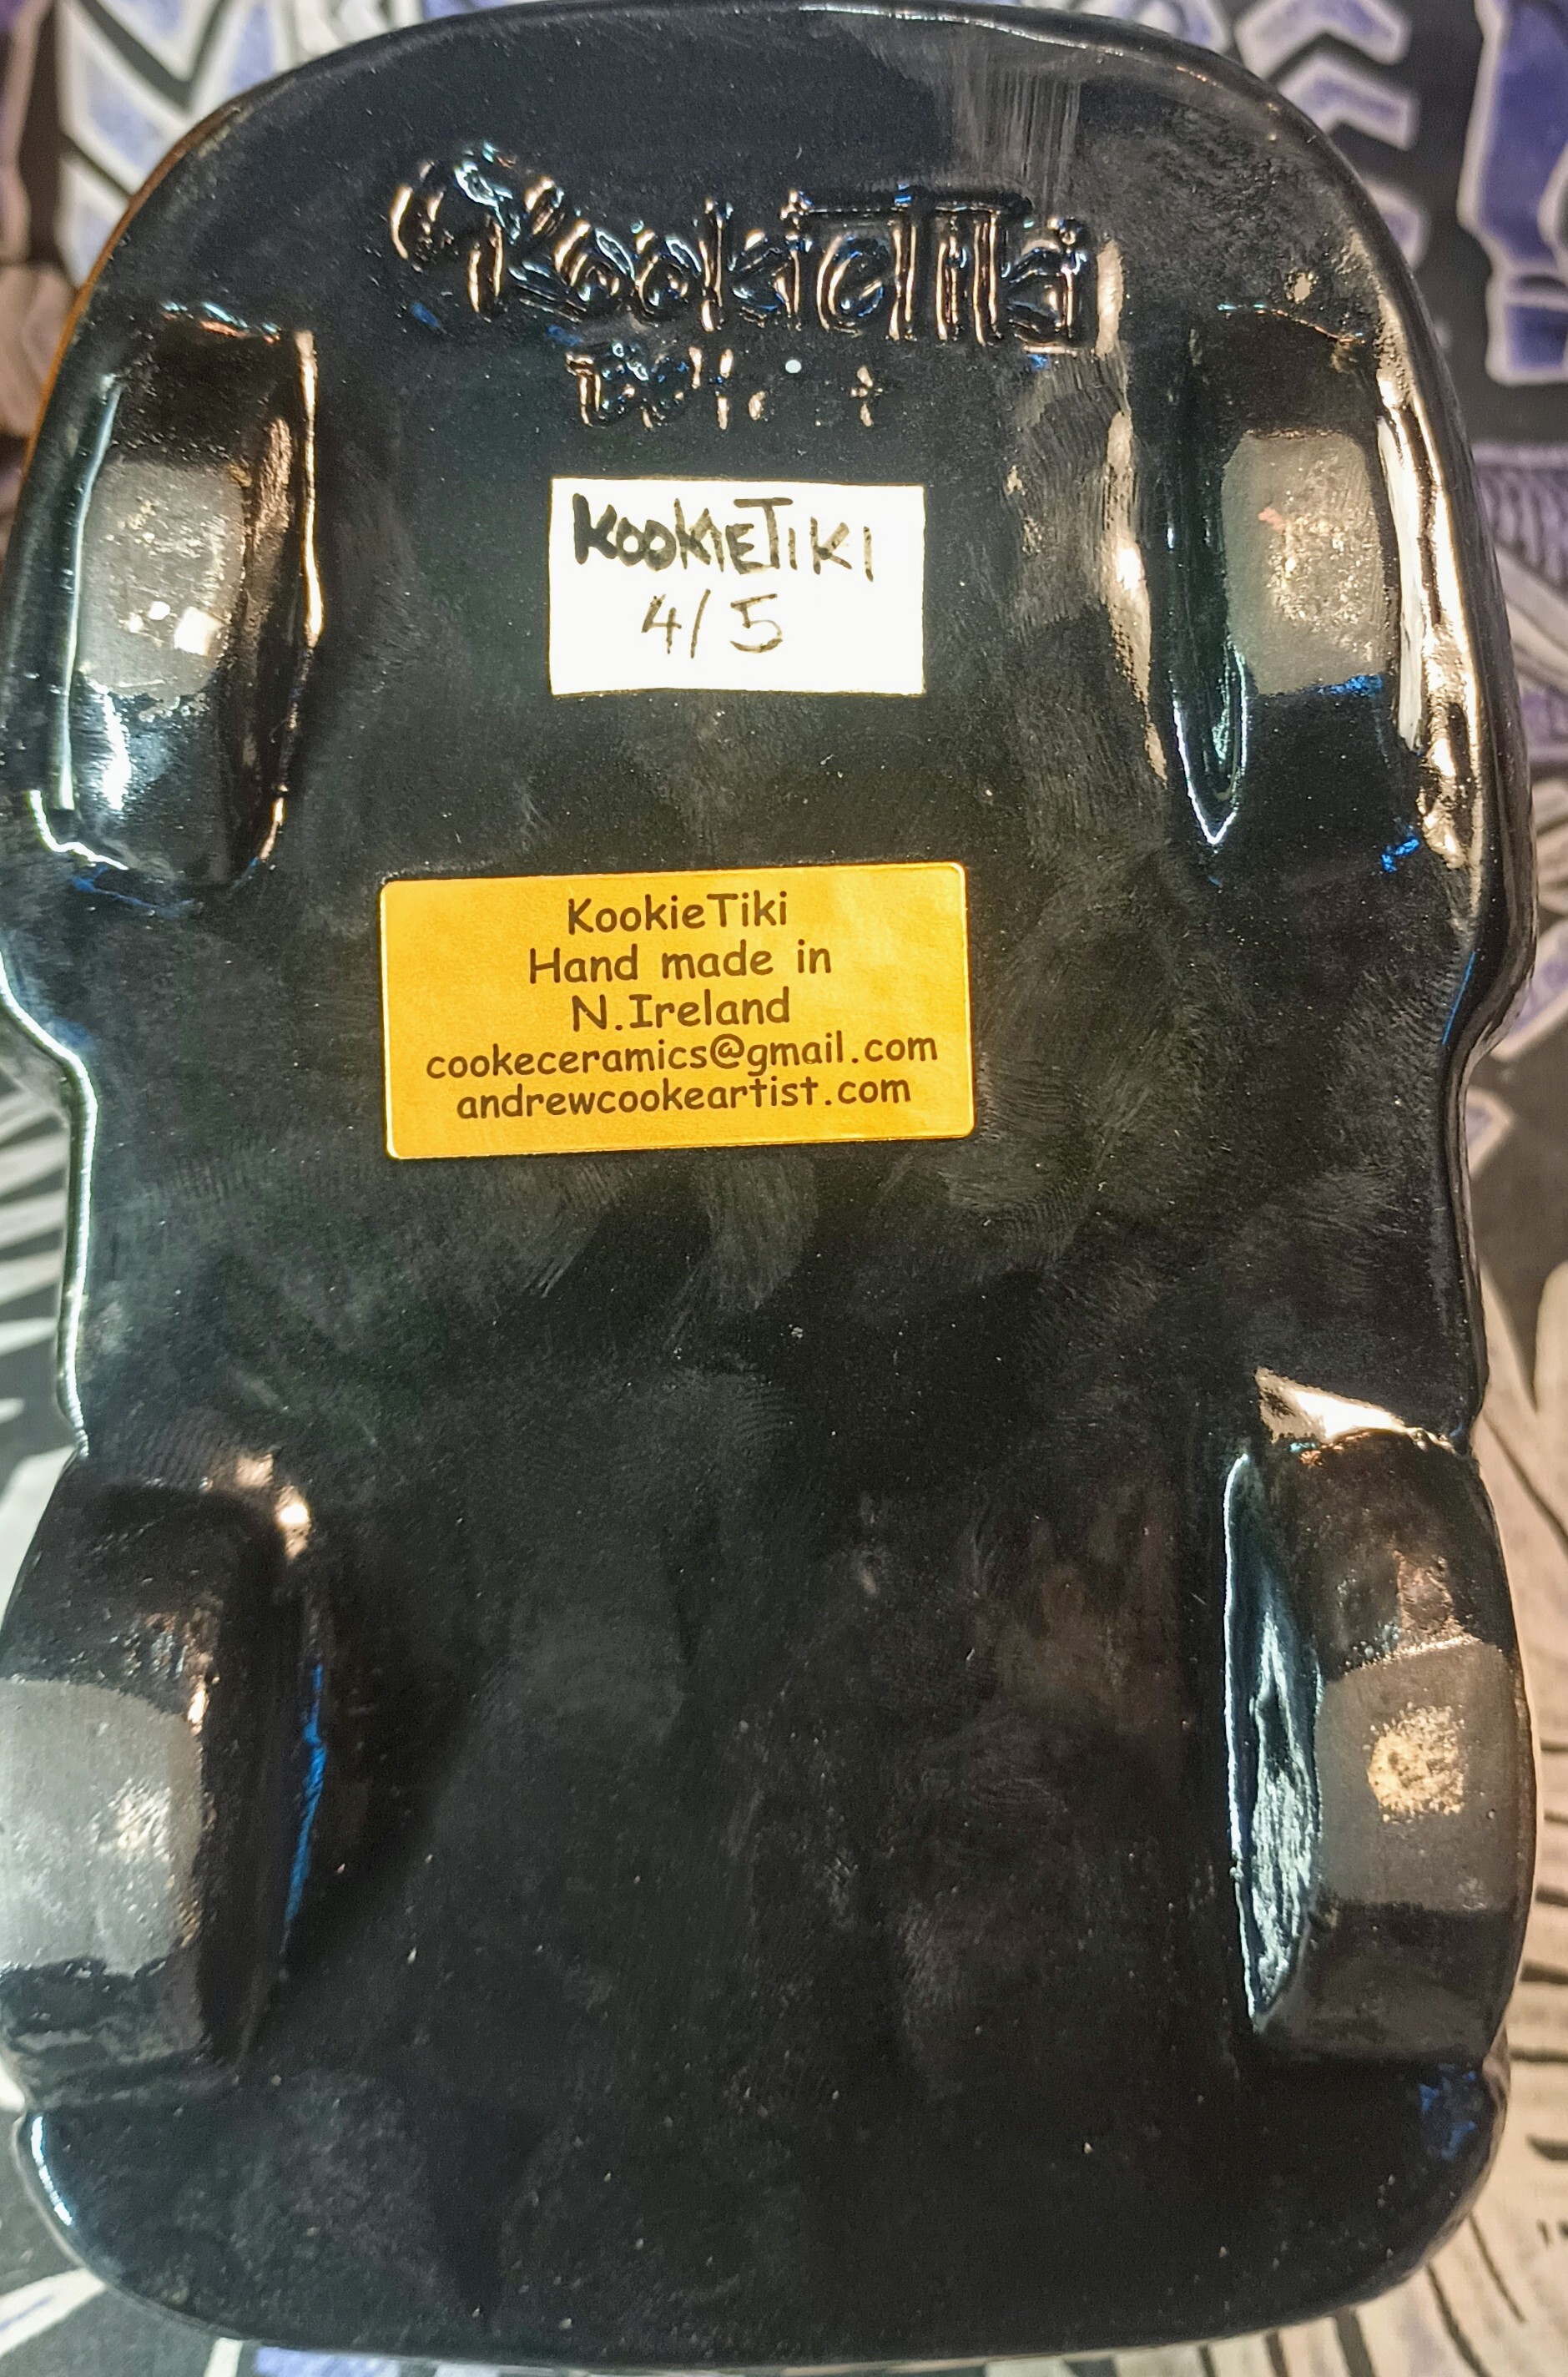 KookieTiki
KOOKIETIKI
4/5
KookieTiki
Hand made in
N.Ireland
cookeceramics@gmail.com
andrewcookeartist.com